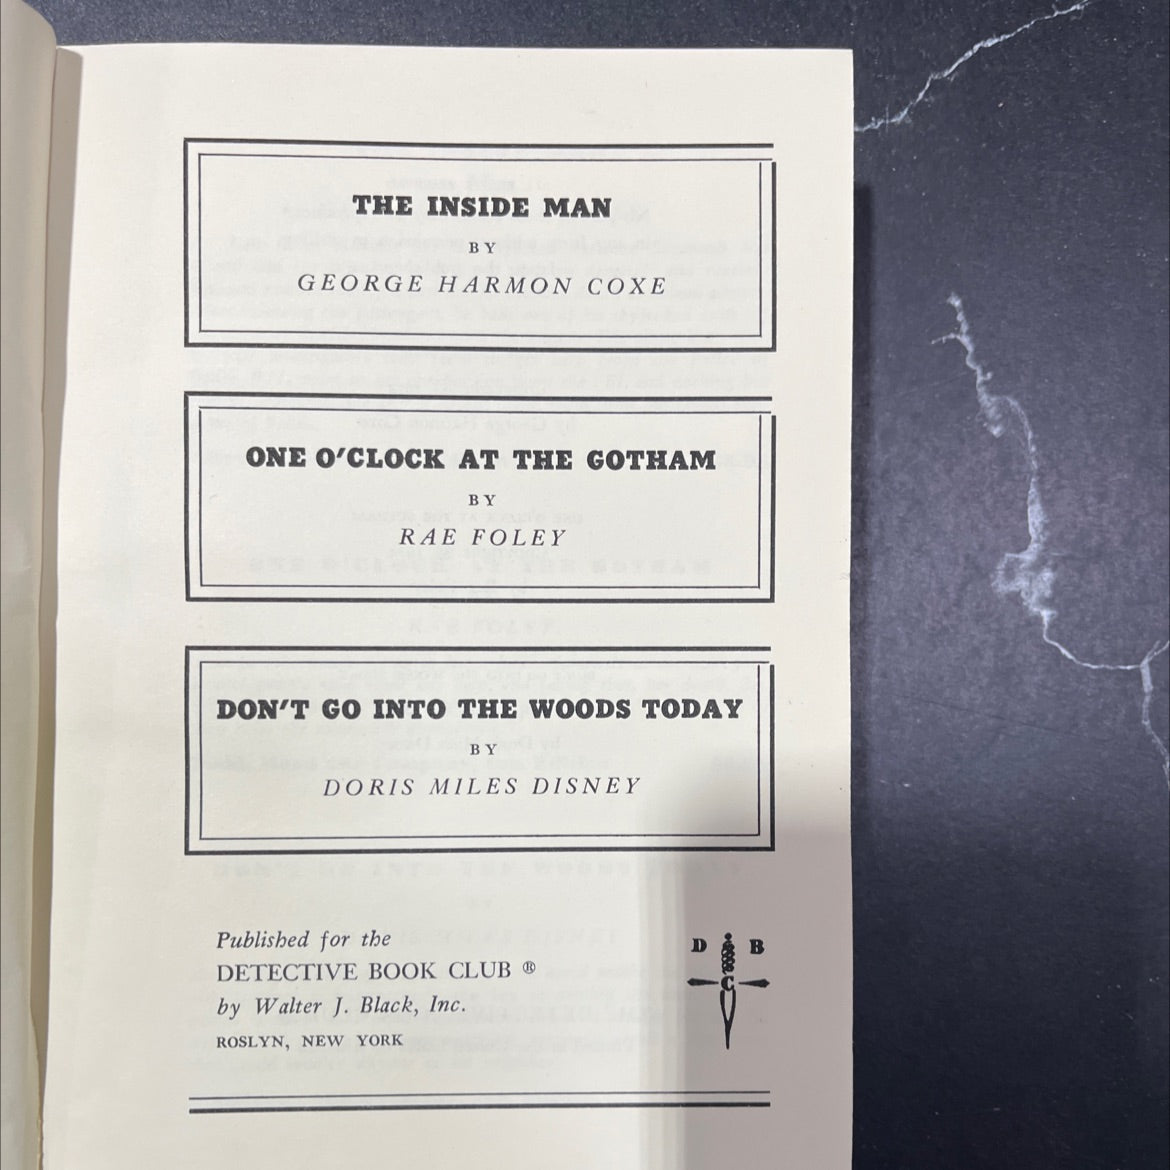 THE INSIDE MAN
BY
GEORGE HARMON COXE
ONE O'CLOCK AT THE GOTHAM
BY
RAE FOLEY
DON'T GO INTO THE WOODS TODAY
BY
DORIS MILES DISNEY
Published for the
DETECTIVE BOOK CLUB ®
by Walter J. Black, Inc.
ROSLYN, NEW YORK
D B
C